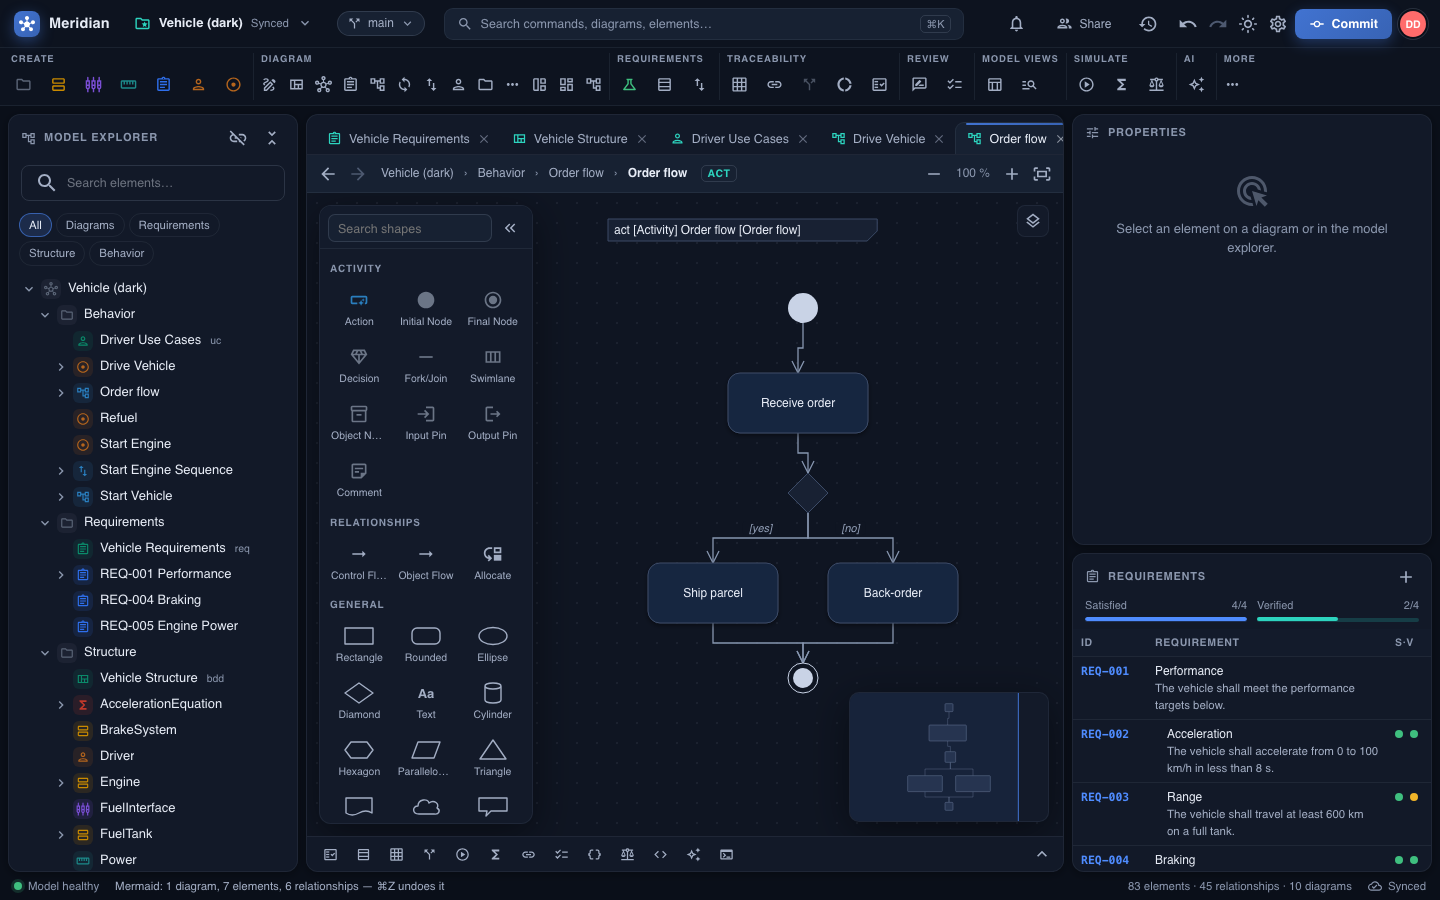 Meridian
Vehicle (dark) Synced
main
Search commands, diagrams, elements…
⌘K
Share
Commit
DD
CREATE
DIAGRAM
REQUIREMENTS
TRACEABILITY
REVIEW
MODEL VIEWS
SIMULATE
AI
MORE
MODEL EXPLORER
Search elements…
All
Diagrams
Requirements
Structure
Behavior
Vehicle (dark)
Behavior
Driver Use Cases uc
Drive Vehicle
Order flow
Refuel
Start Engine
Start Engine Sequence
Start Vehicle
Requirements
Vehicle Requirements req
REQ-001 Performance
REQ-004 Braking
REQ-005 Engine Power
Structure
Vehicle Structure bdd
AccelerationEquation
BrakeSystem
Driver
Engine
FuelInterface
FuelTank
Power
Vehicle Requirements
Vehicle Structure
Driver Use Cases
Drive Vehicle
Order flow
Vehicle (dark) › Behavior › Order flow › Order flow ACT
100 %
Search shapes
ACTIVITY
Action
Initial Node
Final Node
Decision
Fork/Join
Swimlane
Object N…
Input Pin
Output Pin
Comment
RELATIONSHIPS
Control Fl…
Object Flow
Allocate
GENERAL
Rectangle
Rounded
Ellipse
Aa
Diamond
Text
Cylinder
Hexagon
Parallelo…
Triangle
act [Activity] Order flow [Order flow]
Receive order
[yes]
[no]
Ship parcel
Back-order
PROPERTIES
Select an element on a diagram or in the model
explorer.
REQUIREMENTS
Satisfied 4/4
Verified 2/4
ID REQUIREMENT S·V
REQ-001 Performance
The vehicle shall meet the performance
targets below.
REQ-002 Acceleration
The vehicle shall accelerate from 0 to 100
km/h in less than 8 s.
REQ-003 Range
The vehicle shall travel at least 600 km
on a full tank.
REQ-004 Braking
Model healthy
Mermaid: 1 diagram, 7 elements, 6 relationships — ⌘Z undoes it
83 elements · 45 relationships · 10 diagrams
Synced